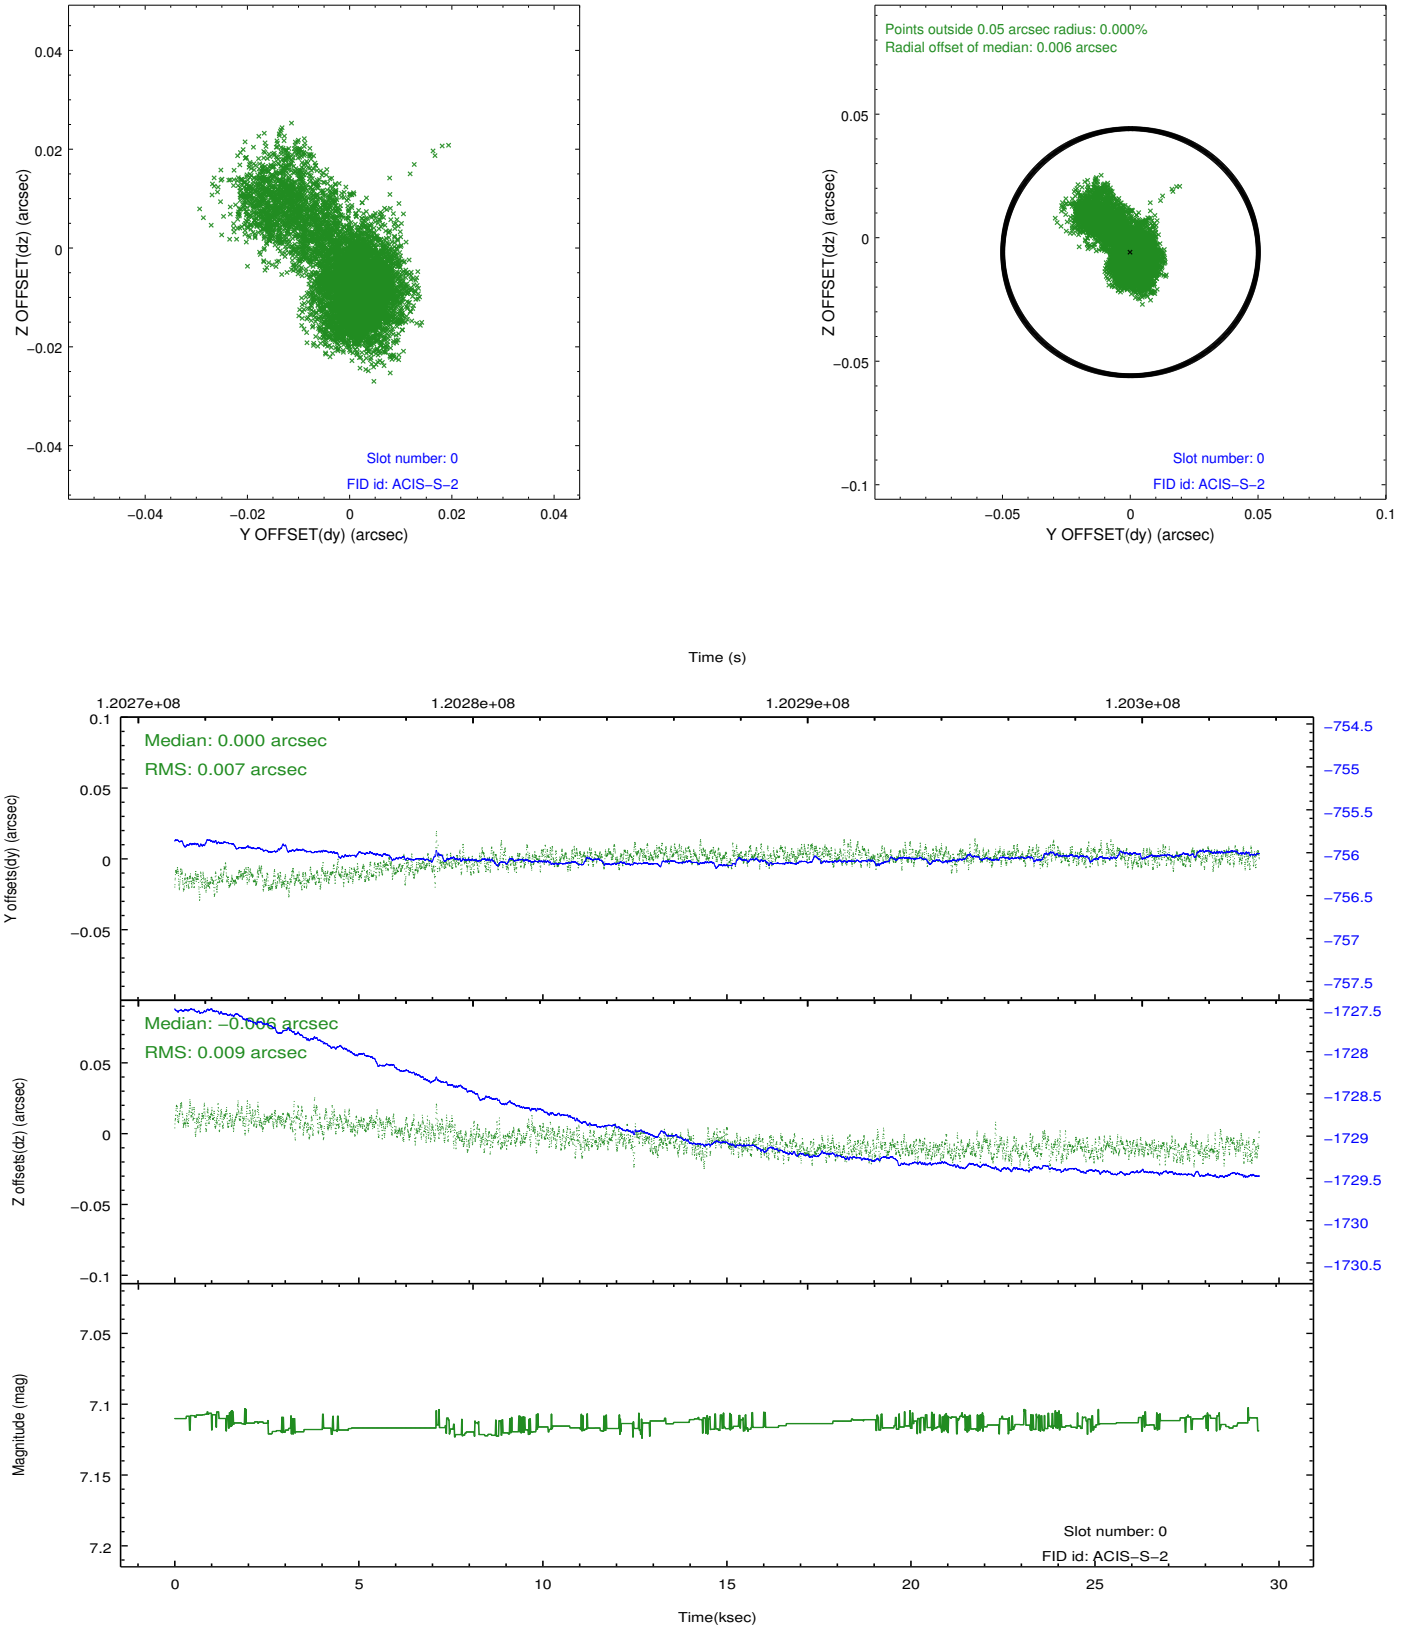 0.04
0.02
0
−0.02
−0.04
Z OFFSET(dz) (arcsec)
−0.04
−0.02
0
0.02
0.04
Y OFFSET(dy) (arcsec)
Slot number: 0
FID id: ACIS−S−2
Points outside 0.05 arcsec radius: 0.000%
Radial offset of median: 0.006 arcsec
0.05
0
−0.05
−0.1
Z OFFSET(dz) (arcsec)
−0.05
0
0.05
0.1
Y OFFSET(dy) (arcsec)
Slot number: 0
FID id: ACIS−S−2
Time (s)
1.2027e+08
1.2028e+08
1.2029e+08
1.203e+08
0.1
0.05
0
−0.05
Y offsets(dy) (arcsec)
Median: 0.000 arcsec
RMS: 0.007 arcsec
−754.5
−755
−755.5
−756
−756.5
−757
−757.5
0.05
0
−0.05
−0.1
Z offsets(dz) (arcsec)
Median: −0.006 arcsec
RMS: 0.009 arcsec
−1727.5
−1728
−1728.5
−1729
−1729.5
−1730
−1730.5
7.05
7.1
7.15
7.2
Magnitude (mag)
Slot number: 0
FID id: ACIS−S−2
0
5
10
15
20
25
30
Time(ksec)